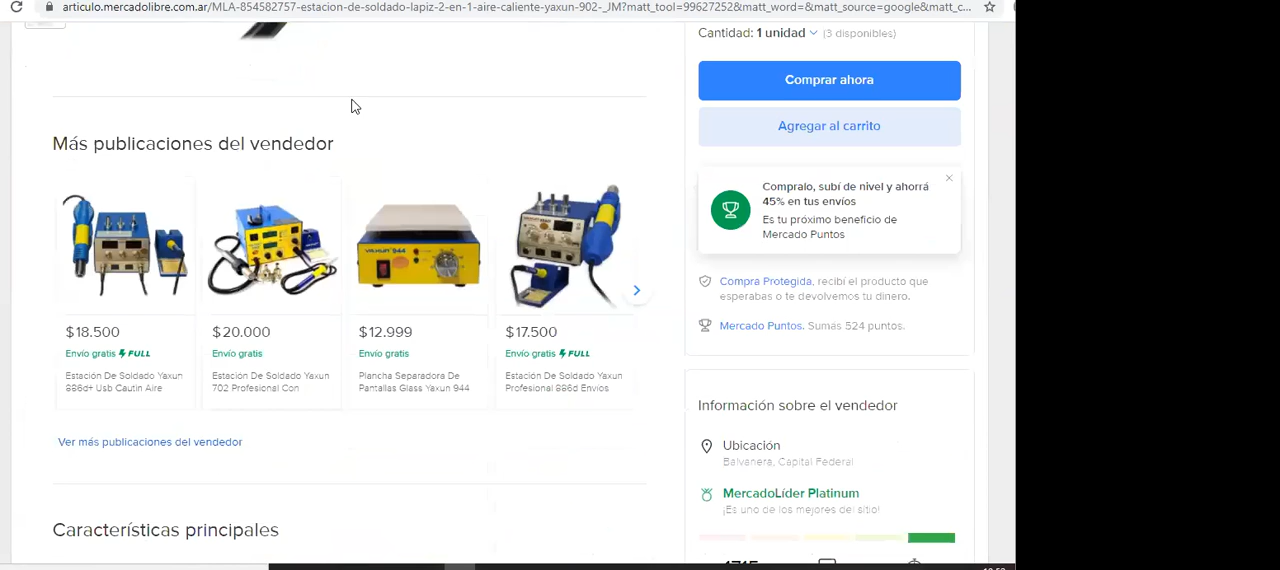 articulo.mercadolibre.com.ar/MLA-854582757-estacion-de-soldado-lapiz-2-en-1-aire-caliente-yaxun-902-_JM?matt_tool=99627252&matt_word=&matt_source=google&matt_c...
Cantidad: 1 unidad (3 disponibles)
Comprar ahora
Agregar al carrito
Más publicaciones del vendedor
Compralo, subí de nivel y ahorrá
45% en tus envíos
Es tu próximo beneficio de
Mercado Puntos
Compra Protegida, recibí el producto que
esperabas o te devolvemos tu dinero.
Mercado Puntos. Sumas 524 puntos.
$18.500
Envío gratis FULL
Estación De Soldado Yaxun
886d+ Usb Cautin Aire
$20.000
Envío gratis
Estación De Soldado Yaxun
702 Profesional Con
YAXUN 944
$12.999
Envío gratis
Plancha Separadora De
Pantallas Glass Yaxun 944
$17.500
Envío gratis FULL
Estación De Soldado Yaxun
Profesional 886d Envios
Ver más publicaciones del vendedor
Información sobre el vendedor
Ubicación
Balvanera, Capital Federal
MercadoLíder Platinum
¡Es uno de los mejores del sitio!
Características principales